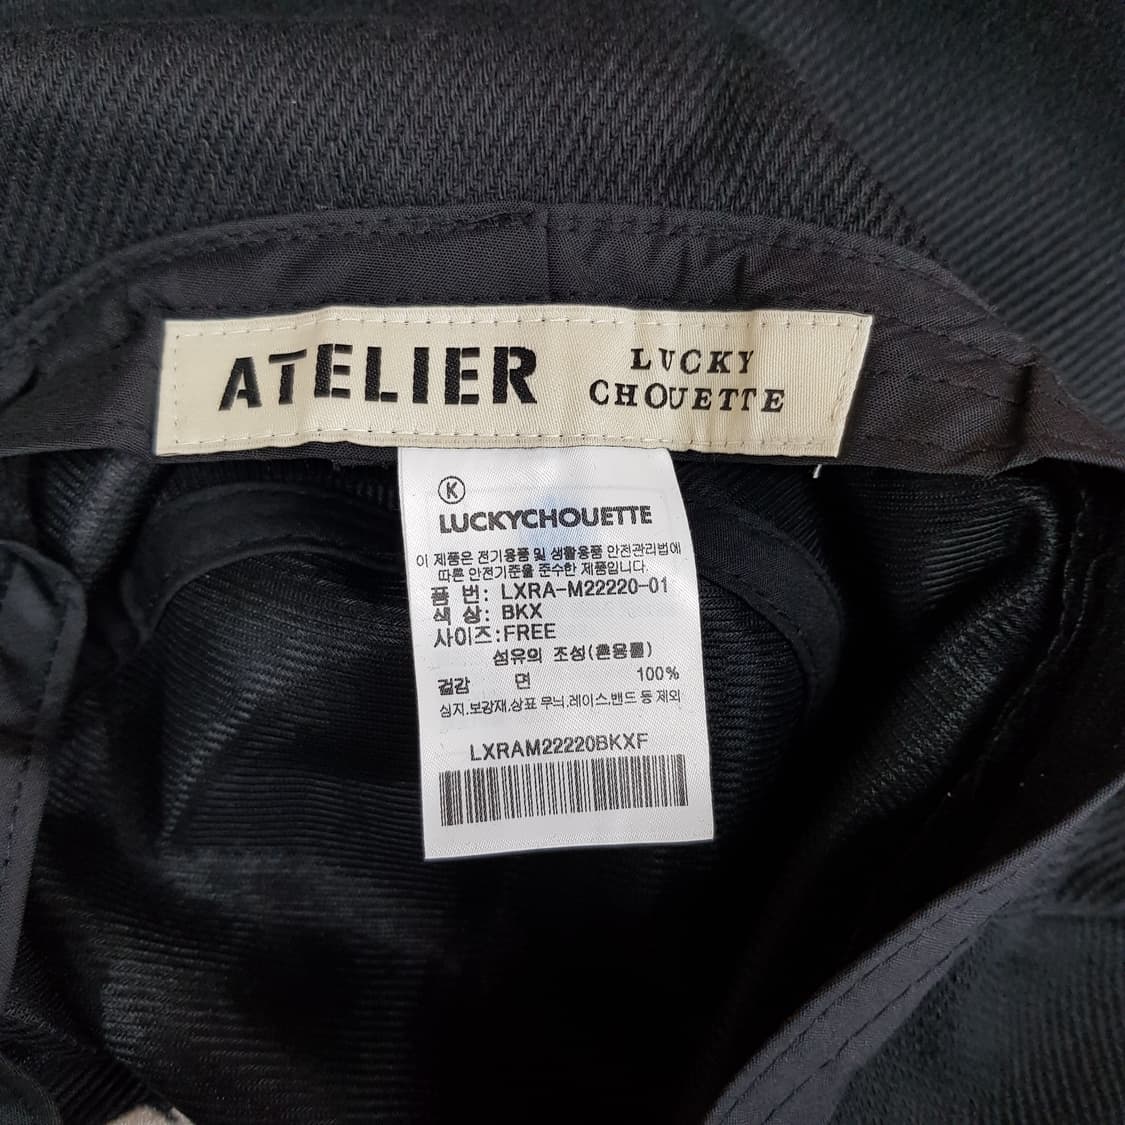 ATELIER
LUCKY
CHOUETTE
K
LUCKYCHOUETTE
이 제품은 전기용품 및 생활용품 안전관리법에
따른 안전기준을 준수한 제품입니다.
품 번: LXRA-M22220-01
색 상: BKX
사이즈:FREE
섬유의 조성(혼용률)
겉감 면 100%
심지.보강재.상표 무늬.레이스.밴드 등 제외
LXRAM22220BKXF